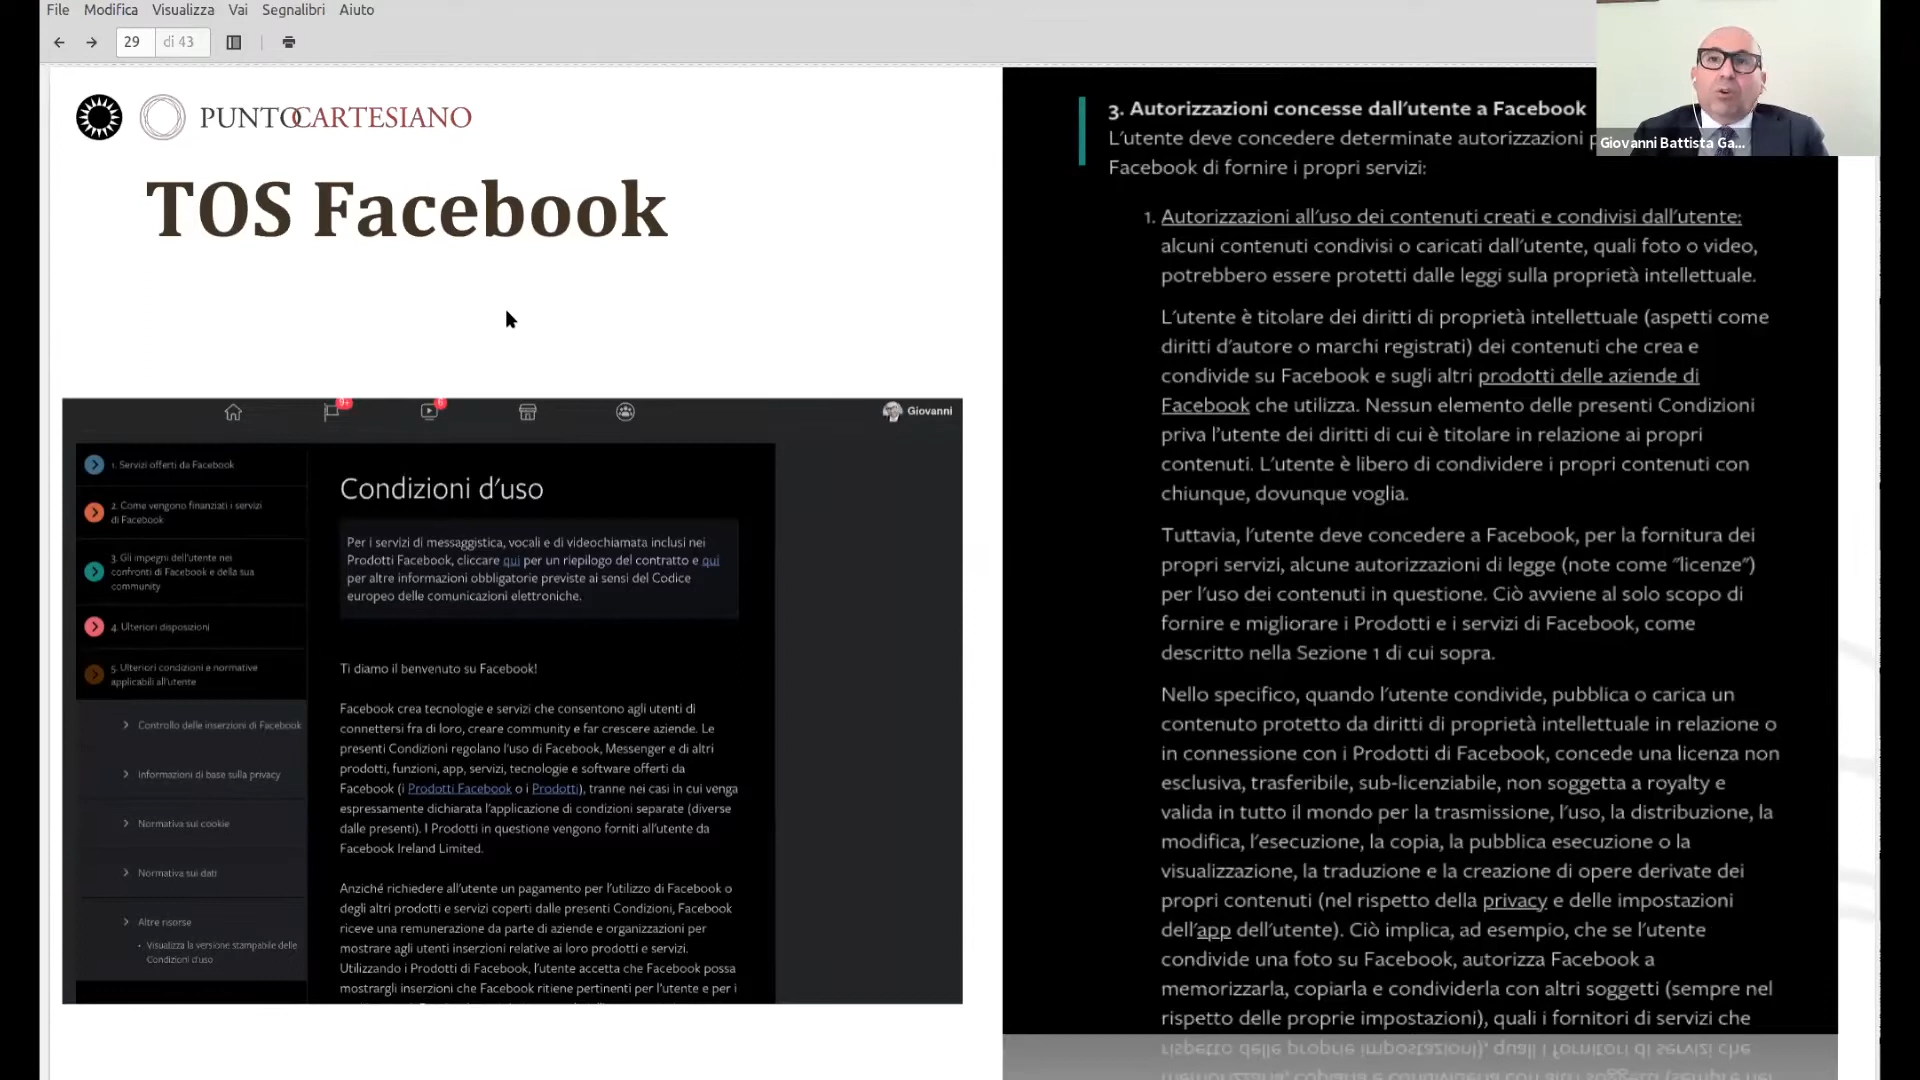 File Modifica Visualizza Vai Segnalibri Aiuto
29 di 43
PUNTOCARTESIANO
TOS Facebook
9+ 6 Giovanni
1. Servizi offerti da Facebook
2. Come vengono finanziati i servizi
di Facebook
3. Gli impegni dell'utente nei
confronti di Facebook e della sua
community
4. Ulteriori disposizioni
5. Ulteriori condizioni e normative
applicabili all'utente
Controllo delle inserzioni di Facebook
Informazioni di base sulla privacy
Normativa sui cookie
Normativa sui dati
Altre risorse
• Visualizza la versione stampabile delle
Condizioni d'uso
Condizioni d'uso
Per i servizi di messaggistica, vocali e di videochiamata inclusi nei
Prodotti Facebook, cliccare qui per un riepilogo del contratto e qui
per altre informazioni obbligatorie previste ai sensi del Codice
europeo delle comunicazioni elettroniche.
Ti diamo il benvenuto su Facebook!
Facebook crea tecnologie e servizi che consentono agli utenti di
connettersi fra di loro, creare community e far crescere aziende. Le
presenti Condizioni regolano l'uso di Facebook, Messenger e di altri
prodotti, funzioni, app, servizi, tecnologie e software offerti da
Facebook (i Prodotti Facebook o i Prodotti), tranne nei casi in cui venga
espressamente dichiarata l'applicazione di condizioni separate (diverse
dalle presenti). I Prodotti in questione vengono forniti all'utente da
Facebook Ireland Limited.
Anziché richiedere all'utente un pagamento per l'utilizzo di Facebook o
degli altri prodotti e servizi coperti dalle presenti Condizioni, Facebook
riceve una remunerazione da parte di aziende e organizzazioni per
mostrare agli utenti inserzioni relative ai loro prodotti e servizi.
Utilizzando i Prodotti di Facebook, l'utente accetta che Facebook possa
mostrargli inserzioni che Facebook ritiene pertinenti per l'utente e per i
3. Autorizzazioni concesse dall'utente a Facebook
L'utente deve concedere determinate autorizzazioni
Facebook di fornire i propri servizi:
1. Autorizzazioni all'uso dei contenuti creati e condivisi dall'utente:
alcuni contenuti condivisi o caricati dall'utente, quali foto o video,
potrebbero essere protetti dalle leggi sulla proprietà intellettuale.
L'utente è titolare dei diritti di proprietà intellettuale (aspetti come
diritti d'autore o marchi registrati) dei contenuti che crea e
condivide su Facebook e sugli altri prodotti delle aziende di
Facebook che utilizza. Nessun elemento delle presenti Condizioni
priva l'utente dei diritti di cui è titolare in relazione ai propri
contenuti. L'utente è libero di condividere i propri contenuti con
chiunque, dovunque voglia.
Tuttavia, l'utente deve concedere a Facebook, per la fornitura dei
propri servizi, alcune autorizzazioni di legge (note come "licenze")
per l'uso dei contenuti in questione. Ciò avviene al solo scopo di
fornire e migliorare i Prodotti e i servizi di Facebook, come
descritto nella Sezione 1 di cui sopra.
Nello specifico, quando l'utente condivide, pubblica o carica un
contenuto protetto da diritti di proprietà intellettuale in relazione o
in connessione con i Prodotti di Facebook, concede una licenza non
esclusiva, trasferibile, sub-licenziabile, non soggetta a royalty e
valida in tutto il mondo per la trasmissione, l'uso, la distribuzione, la
modifica, l'esecuzione, la copia, la pubblica esecuzione o la
visualizzazione, la traduzione e la creazione di opere derivate dei
propri contenuti (nel rispetto della privacy e delle impostazioni
dell'app dell'utente). Ciò implica, ad esempio, che se l'utente
condivide una foto su Facebook, autorizza Facebook a
memorizzarla, copiarla e condividerla con altri soggetti (sempre nel
rispetto delle proprie impostazioni), quali i fornitori di servizi che
Giovanni Battista Ga...